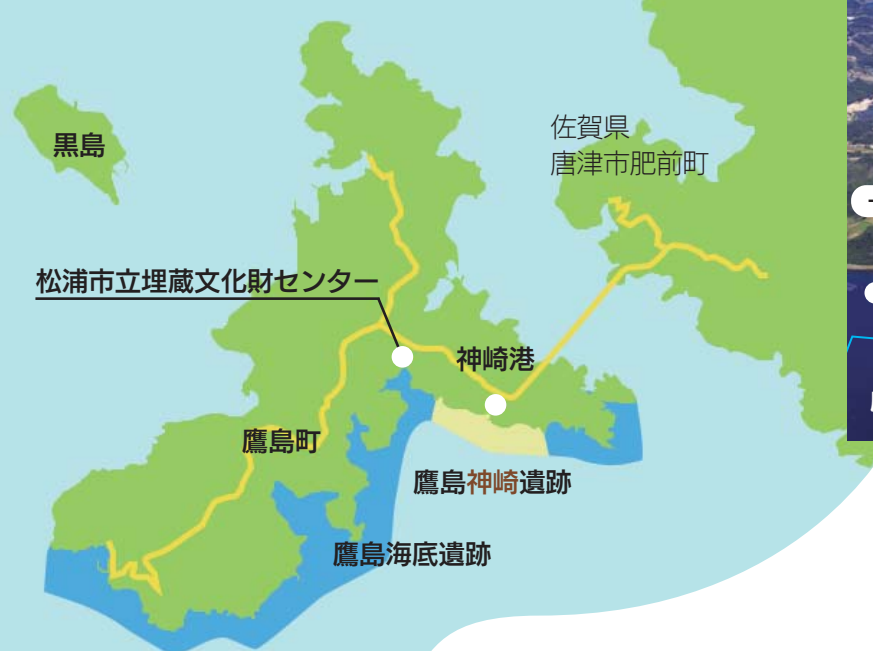 黒島
佐賀県
唐津市肥前町
松浦市立埋蔵文化財センター
神崎港
鷹島町
鷹島神崎遺跡
鷹島海底遺跡